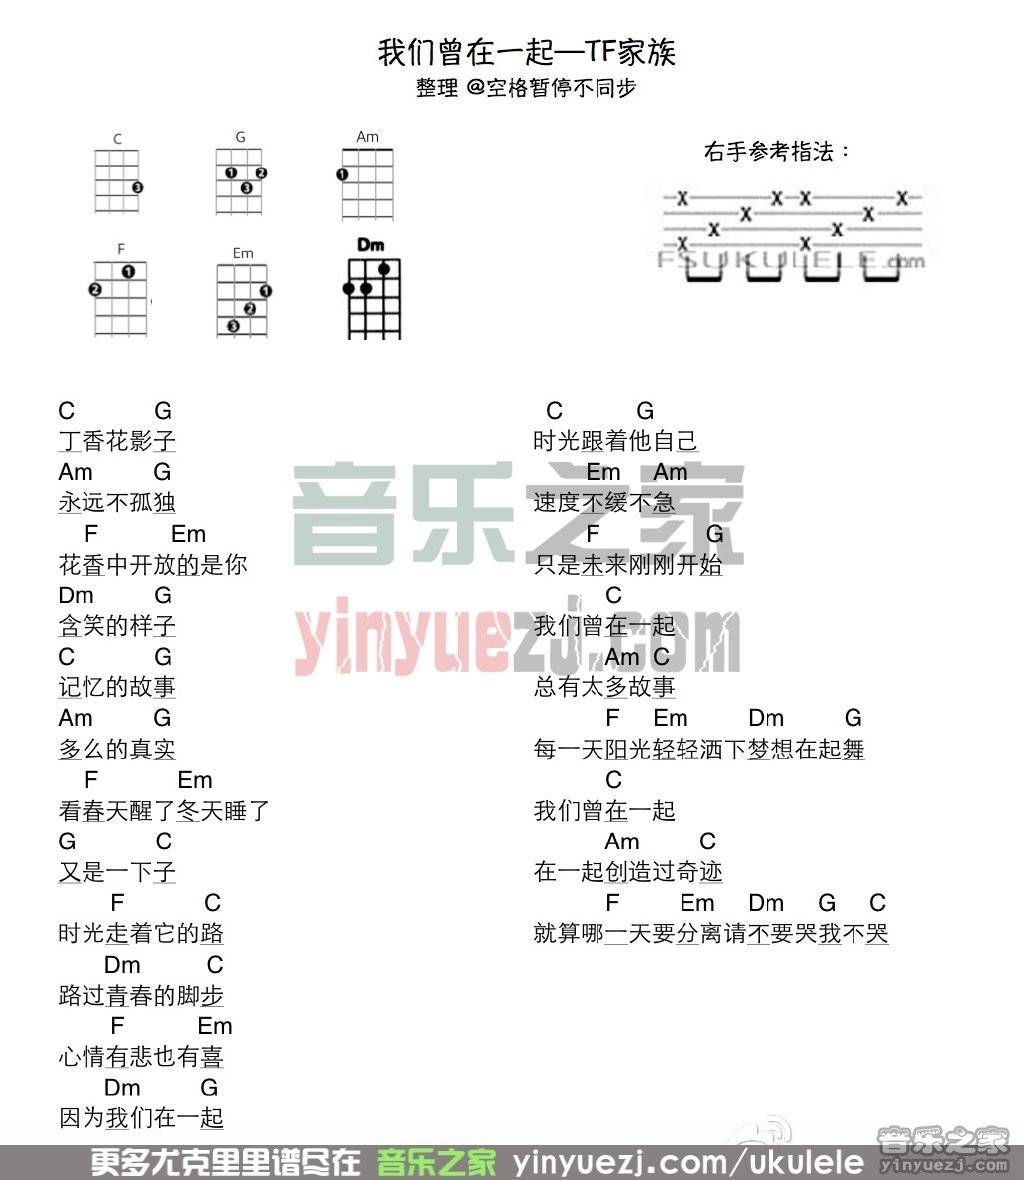 我们曾在一起—TF家族
整理 @空格暂停不同步
C G Am
右手参考指法：
F Em Dm
FSUKULELE.com
C G
丁香花影子
Am G
永远不孤独
F Em
花香中开放的是你
Dm G
含笑的样子
C G
记忆的故事
Am G
多么的真实
F Em
看春天醒了冬天睡了
G C
又是一下子
F C
时光走着它的路
Dm C
路过青春的脚步
F Em
心情有悲也有喜
Dm G
因为我们在一起
C G
时光跟着他自己
Em Am
速度不缓不急
F G
只是未来刚刚开始
C
我们曾在一起
Am C
总有太多故事
F Em Dm G
每一天阳光轻轻洒下梦想在起舞
C
我们曾在一起
Am C
在一起创造过奇迹
F Em Dm G C
就算哪一天要分离请不要哭我不哭
音乐之家
yinyuezj.com
更多尤克里里谱尽在 音乐之家 yinyuezj.com/ukulele
音乐之家
yinyuezj.com